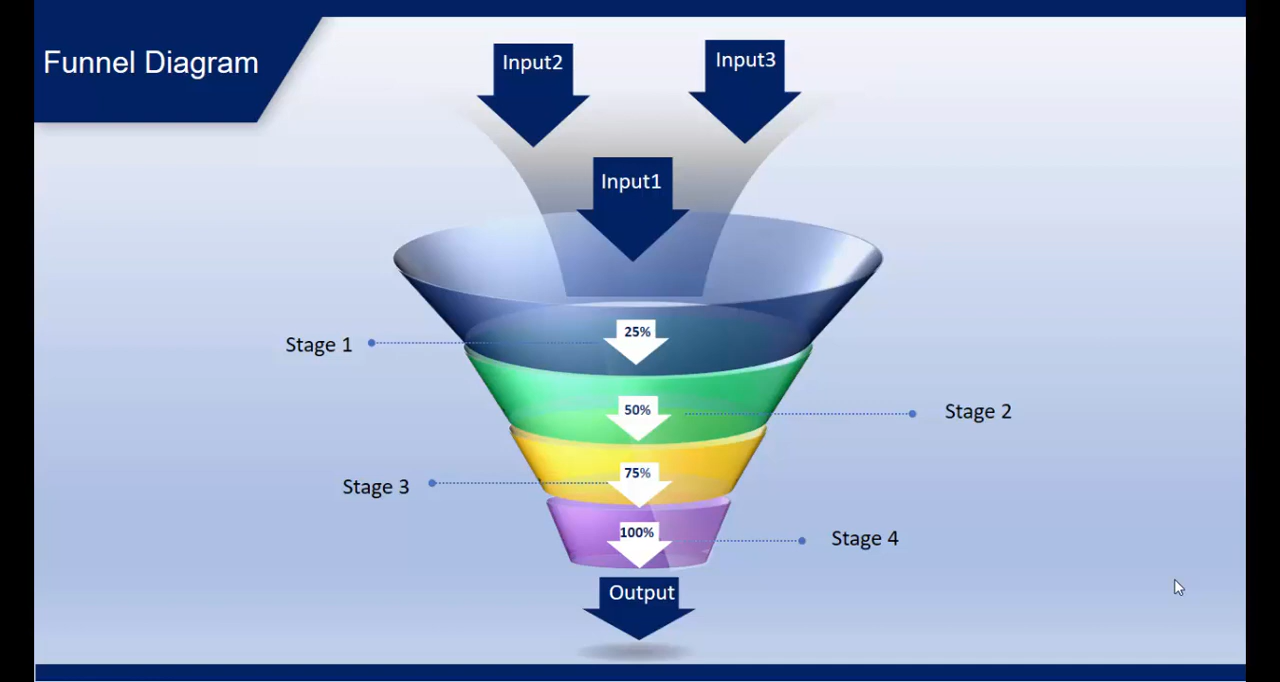 Funnel Diagram
Input2
Input3
Input1
25%
Stage 1
50%
Stage 2
75%
Stage 3
100%
Stage 4
Output